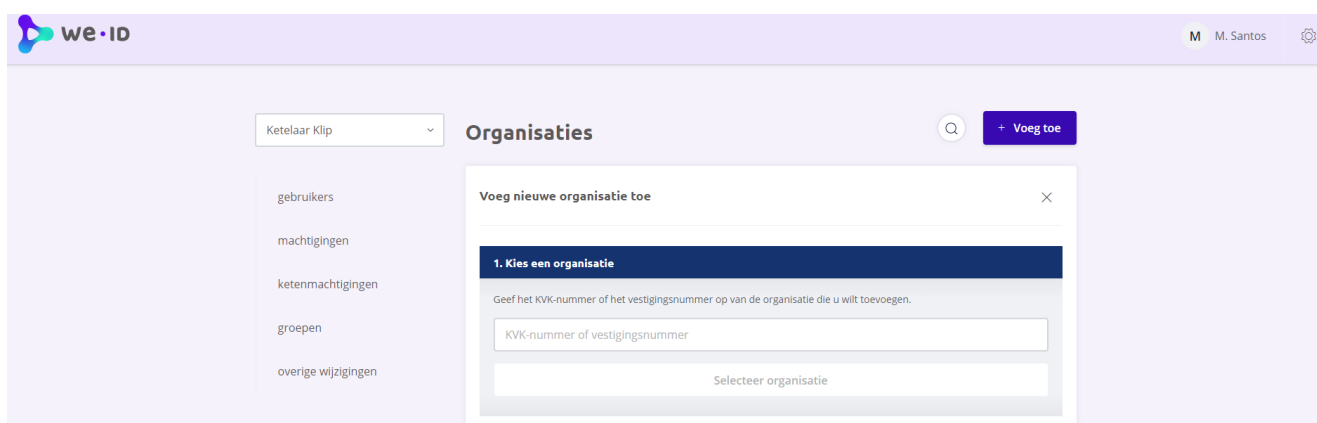 we·ID
M M. Santos
Ketelaar Klip
Organisaties
+ Voeg toe
gebruikers
machtigingen
ketenmachtigingen
groepen
overige wijzigingen
Voeg nieuwe organisatie toe
1. Kies een organisatie
Geef het KVK-nummer of het vestigingsnummer op van de organisatie die u wilt toevoegen.
KVK-nummer of vestigingsnummer
Selecteer organisatie